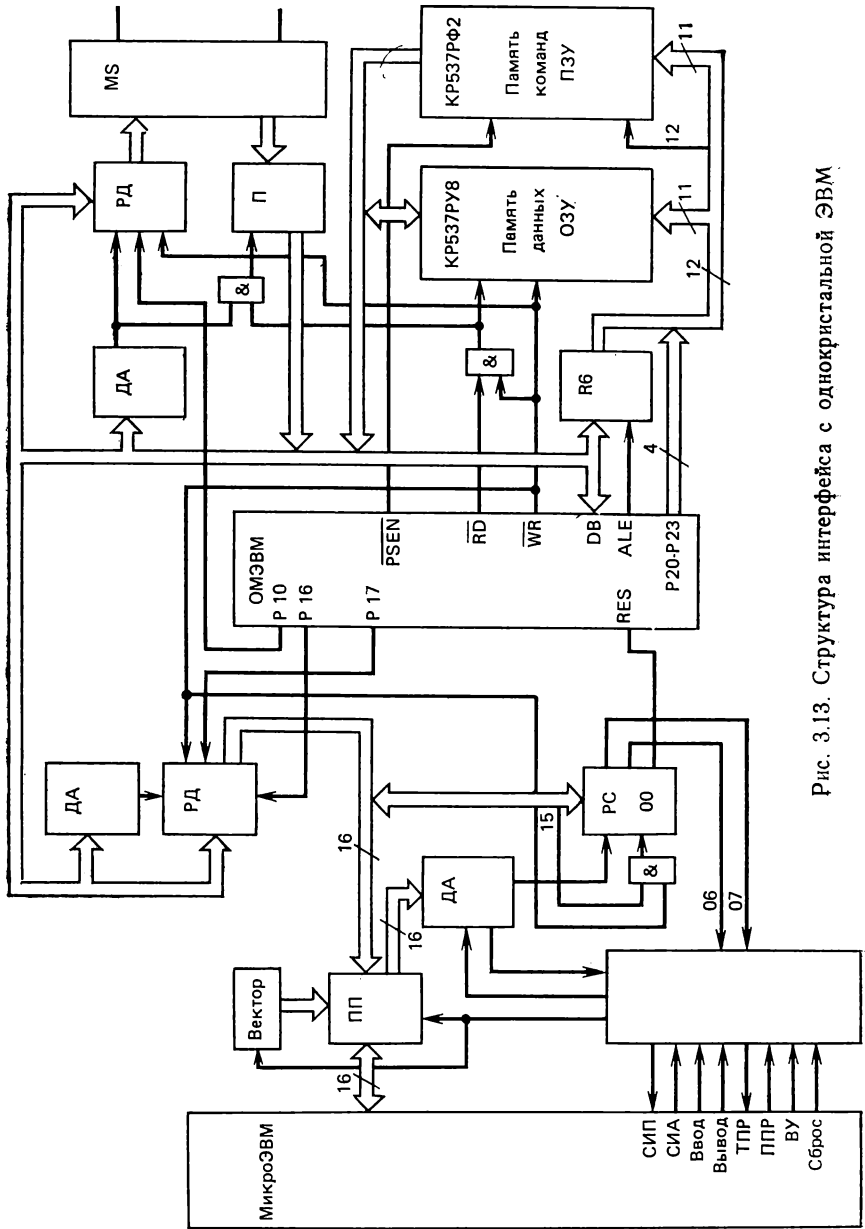 МикроЭВМ
СИП
СИА
Ввод
Вывод
ТПР
ППР
ВУ
Сброс
16
Вектор
ПП
16
16
ДА
06
07
&
15
РС
00
ДА
РД
ОМЭВМ
P 10
P 16
P 17
RES
PSEN
RD
WR
DB
ALE
P20-P23
4
R6
&
ДА
&
РД
П
MS
КР537РУ8
Память
данных
ОЗУ
КР537РФ2
Память
команд
ПЗУ
12
11
12
11
Рис. 3.13. Структура интерфейса с однокристальной ЭВМ